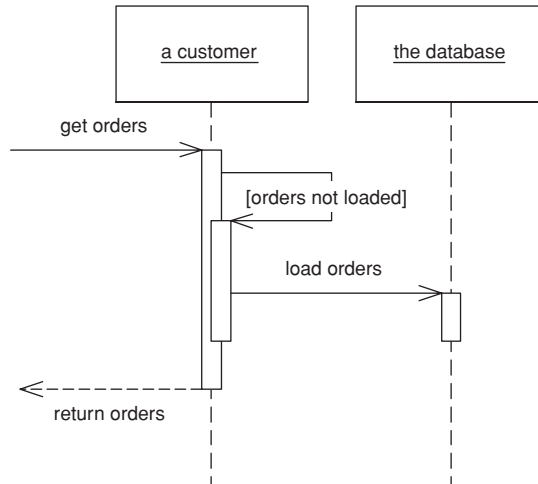 a customer
the database
get orders
[orders not loaded]
load orders
return orders